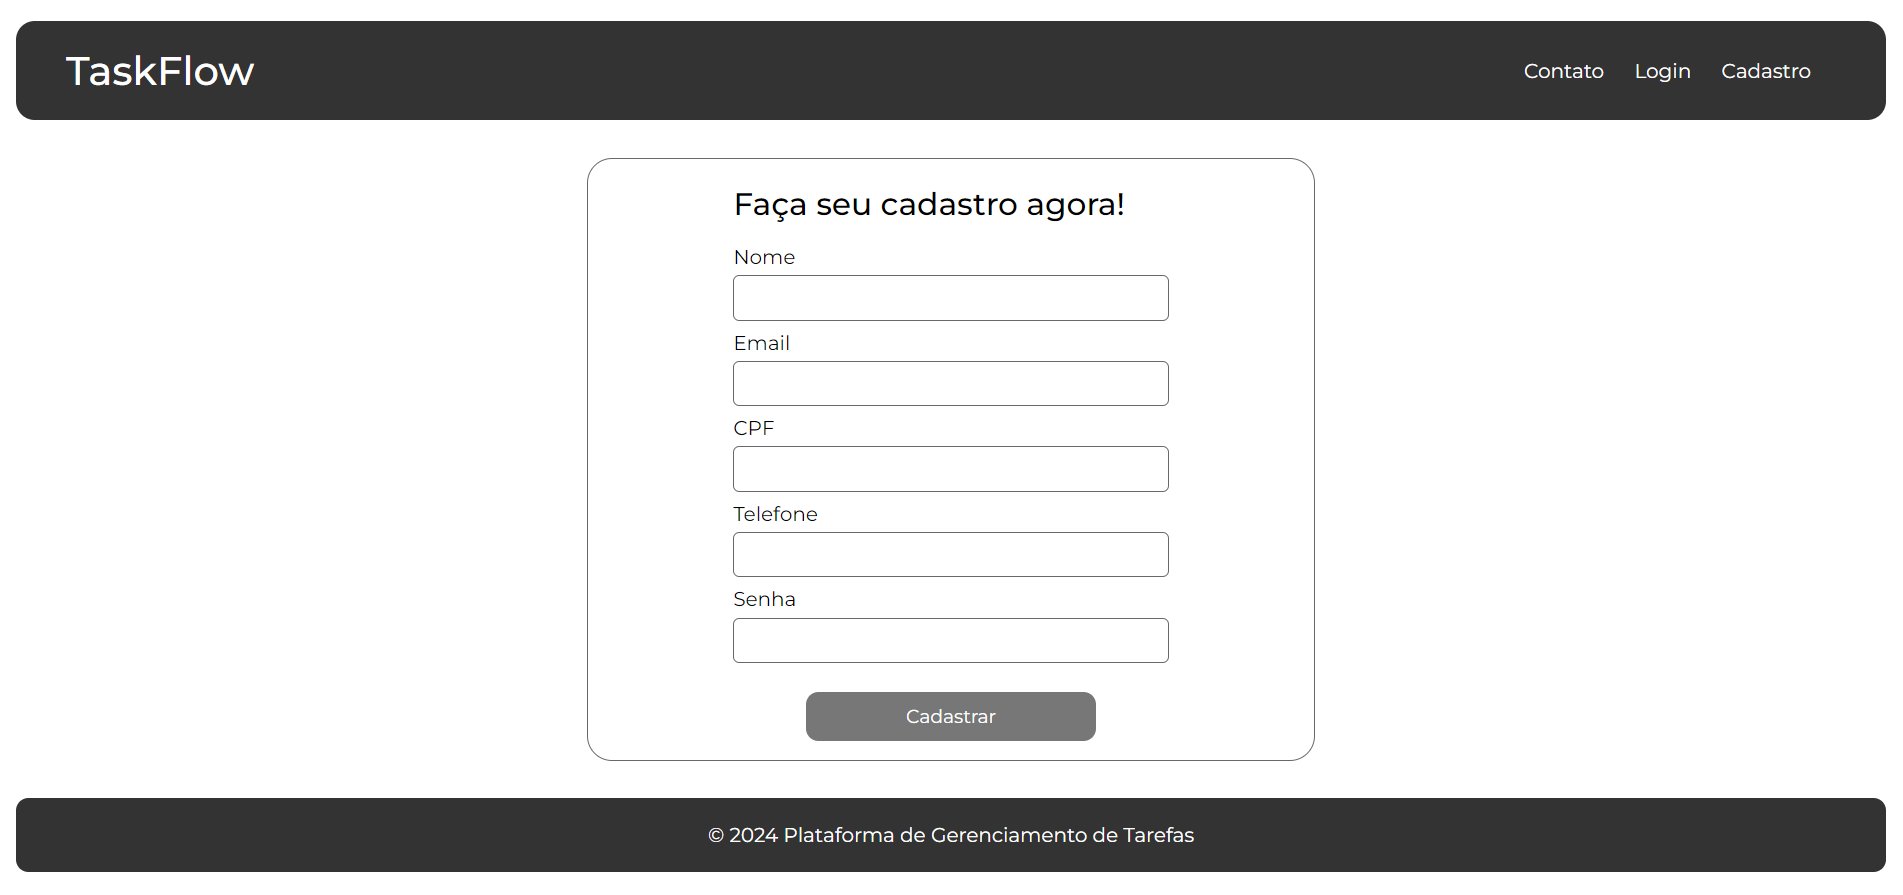 TaskFlow
Contato Login Cadastro
Faça seu cadastro agora!
Nome
Email
CPF
Telefone
Senha
Cadastrar
© 2024 Plataforma de Gerenciamento de Tarefas